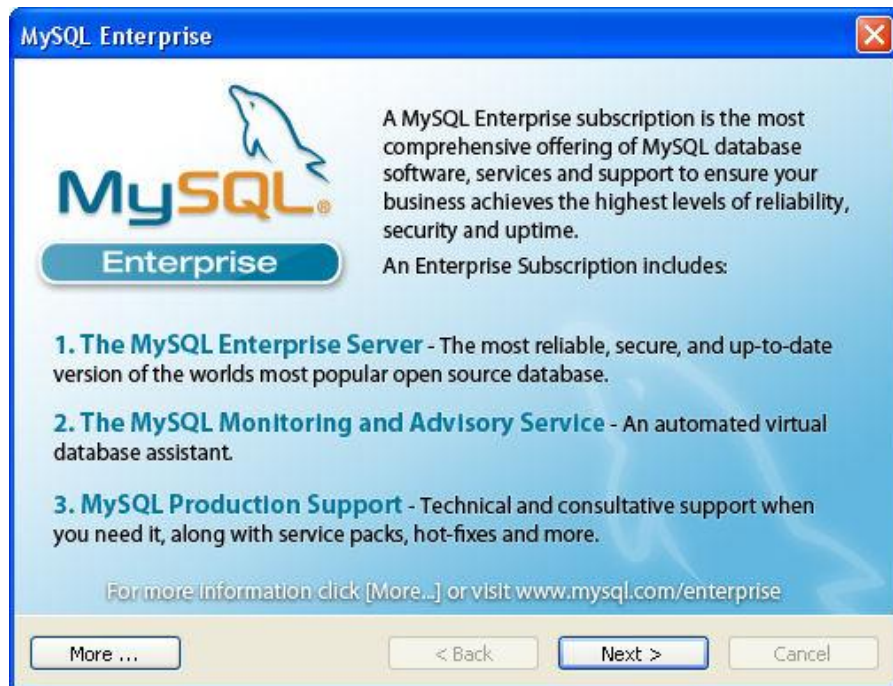 MySQL Enterprise
MySQL®
Enterprise
A MySQL Enterprise subscription is the most
comprehensive offering of MySQL database
software, services and support to ensure your
business achieves the highest levels of reliability,
security and uptime.
An Enterprise Subscription includes:
1. The MySQL Enterprise Server - The most reliable, secure, and up-to-date
version of the worlds most popular open source database.
2. The MySQL Monitoring and Advisory Service - An automated virtual
database assistant.
3. MySQL Production Support - Technical and consultative support when
you need it, along with service packs, hot-fixes and more.
For more information click [More...] or visit www.mysql.com/enterprise
More ...
< Back
Next >
Cancel